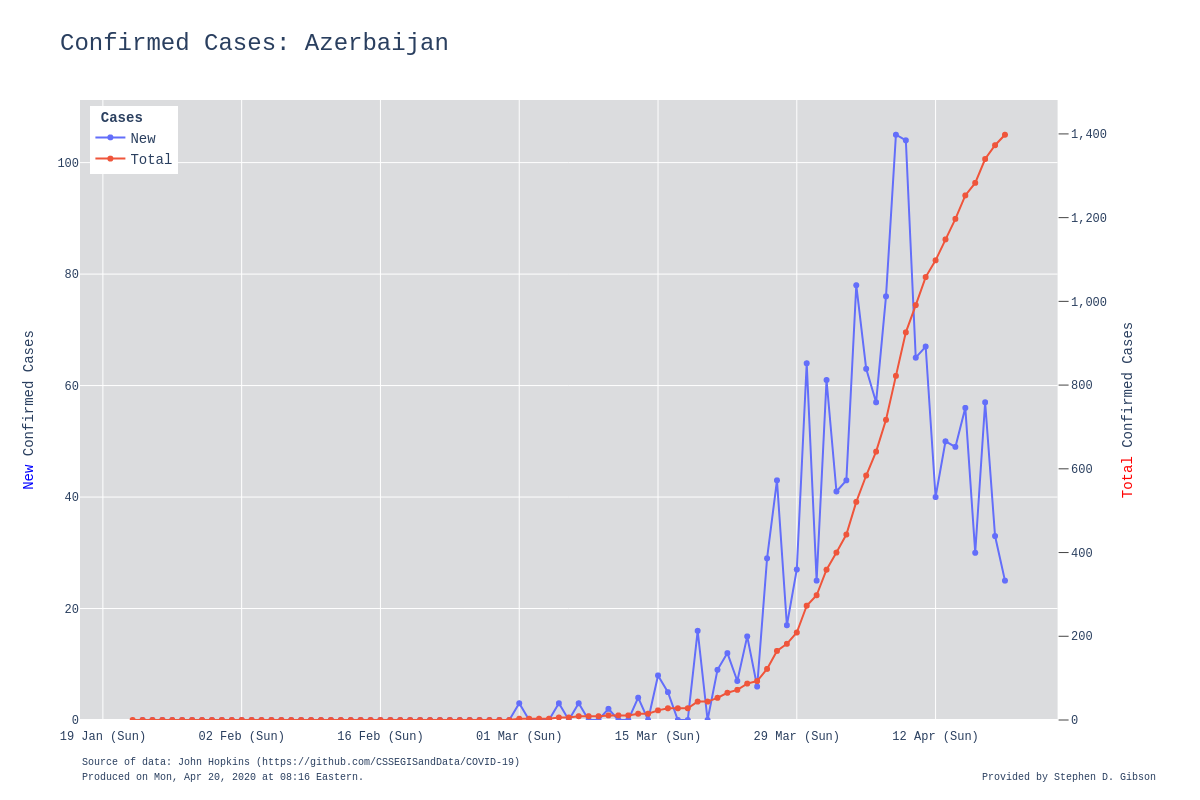 Confirmed Cases: Azerbaijan
Cases
New
Total
100
80
60
40
20
0
New Confirmed Cases
1,400
1,200
1,000
800
600
400
200
0
Total Confirmed Cases
19 Jan (Sun) 02 Feb (Sun) 16 Feb (Sun) 01 Mar (Sun) 15 Mar (Sun) 29 Mar (Sun) 12 Apr (Sun)
Source of data: John Hopkins (https://github.com/CSSEGISandData/COVID-19)
Produced on Mon, Apr 20, 2020 at 08:16 Eastern.
Provided by Stephen D. Gibson